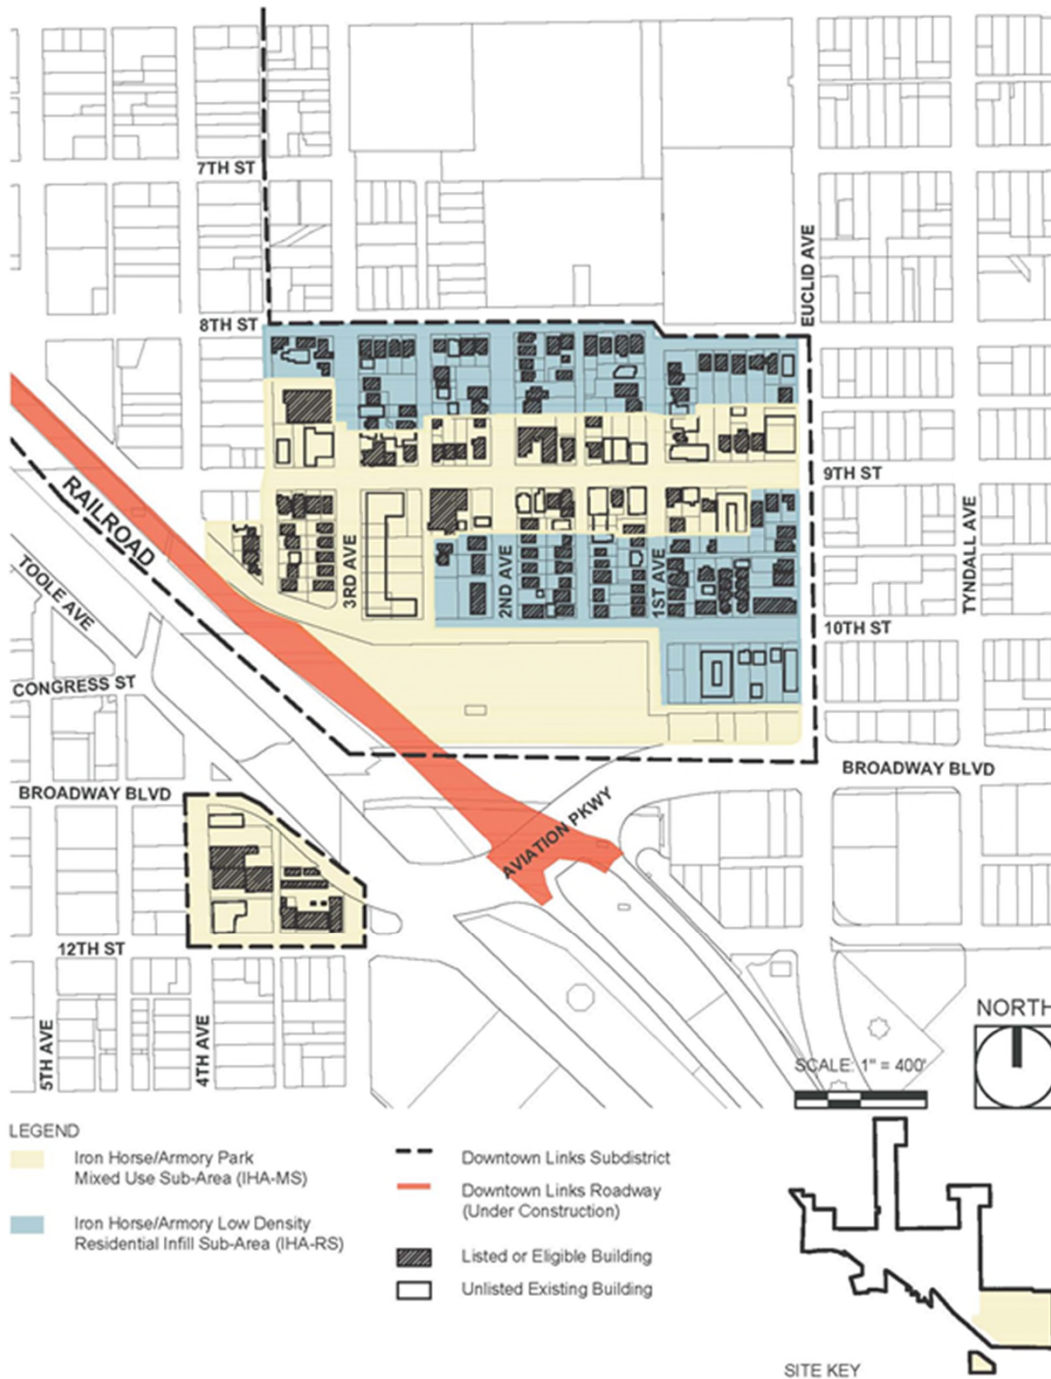 7TH ST
EUCLID AVE
8TH ST
9TH ST
RAILROAD
TOOLE AVE
3RD AVE
2ND AVE
1ST AVE
TYNDALL AVE
10TH ST
CONGRESS ST
BROADWAY BLVD
BROADWAY BLVD
AVIATION PKWY
12TH ST
5TH AVE
4TH AVE
NORTH
SCALE: 1" = 400'
LEGEND
Iron Horse/Armory Park
Mixed Use Sub-Area (IHA-MS)
Iron Horse/Armory Low Density
Residential Infill Sub-Area (IHA-RS)
Downtown Links Subdistrict
Downtown Links Roadway
(Under Construction)
Listed or Eligible Building
Unlisted Existing Building
SITE KEY